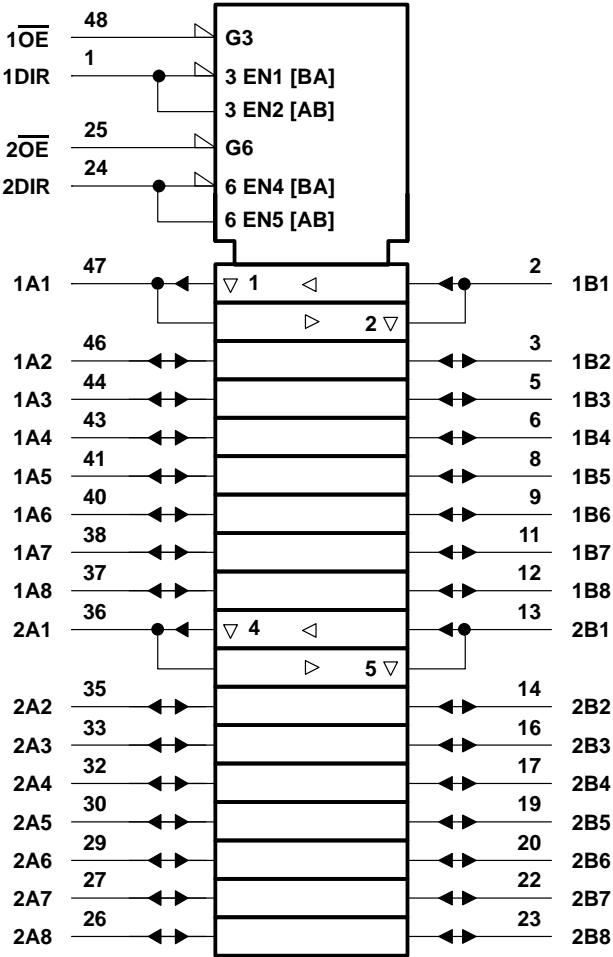 48
1OE G3
1
1DIR 3 EN1 [BA]
3 EN2 [AB]
25
2OE G6
24
2DIR 6 EN4 [BA]
6 EN5 [AB]
47 2
1A1 ▽ 1 ◁ 1B1
▷ 2 ▽
46 3
1A2 1B2
44 5
1A3 1B3
43 6
1A4 1B4
41 8
1A5 1B5
40 9
1A6 1B6
38 11
1A7 1B7
37 12
1A8 1B8
36 13
2A1 ▽ 4 ◁ 2B1
▷ 5 ▽
35 14
2A2 2B2
33 16
2A3 2B3
32 17
2A4 2B4
30 19
2A5 2B5
29 20
2A6 2B6
27 22
2A7 2B7
26 23
2A8 2B8